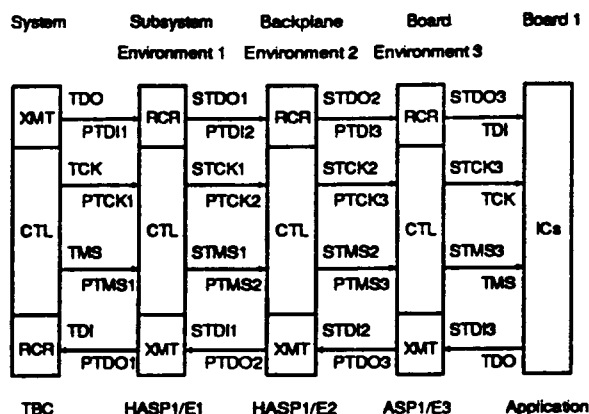 System Subsystem Backplane Board Board 1
Environment 1 Environment 2 Environment 3
TDO STDO1 STDO2 STDO3
XMT RCR RCR RCR
PTDI1 PTDI2 PTDI3 TDI
TCK STCK1 STCK2 STCK3
PTCK1 PTCK2 PTCK3 TCK
CTL CTL CTL CTL ICs
TMS STMS1 STMS2 STMS3
PTMS1 PTMS2 PTMS3 TMS
TDI STDI1 STDI2 STDI3
RCR XMT XMT XMT
PTDO1 PTDO2 PTDO3 TDO
TBC HASP1/E1 HASP1/E2 ASP1/E3 Application